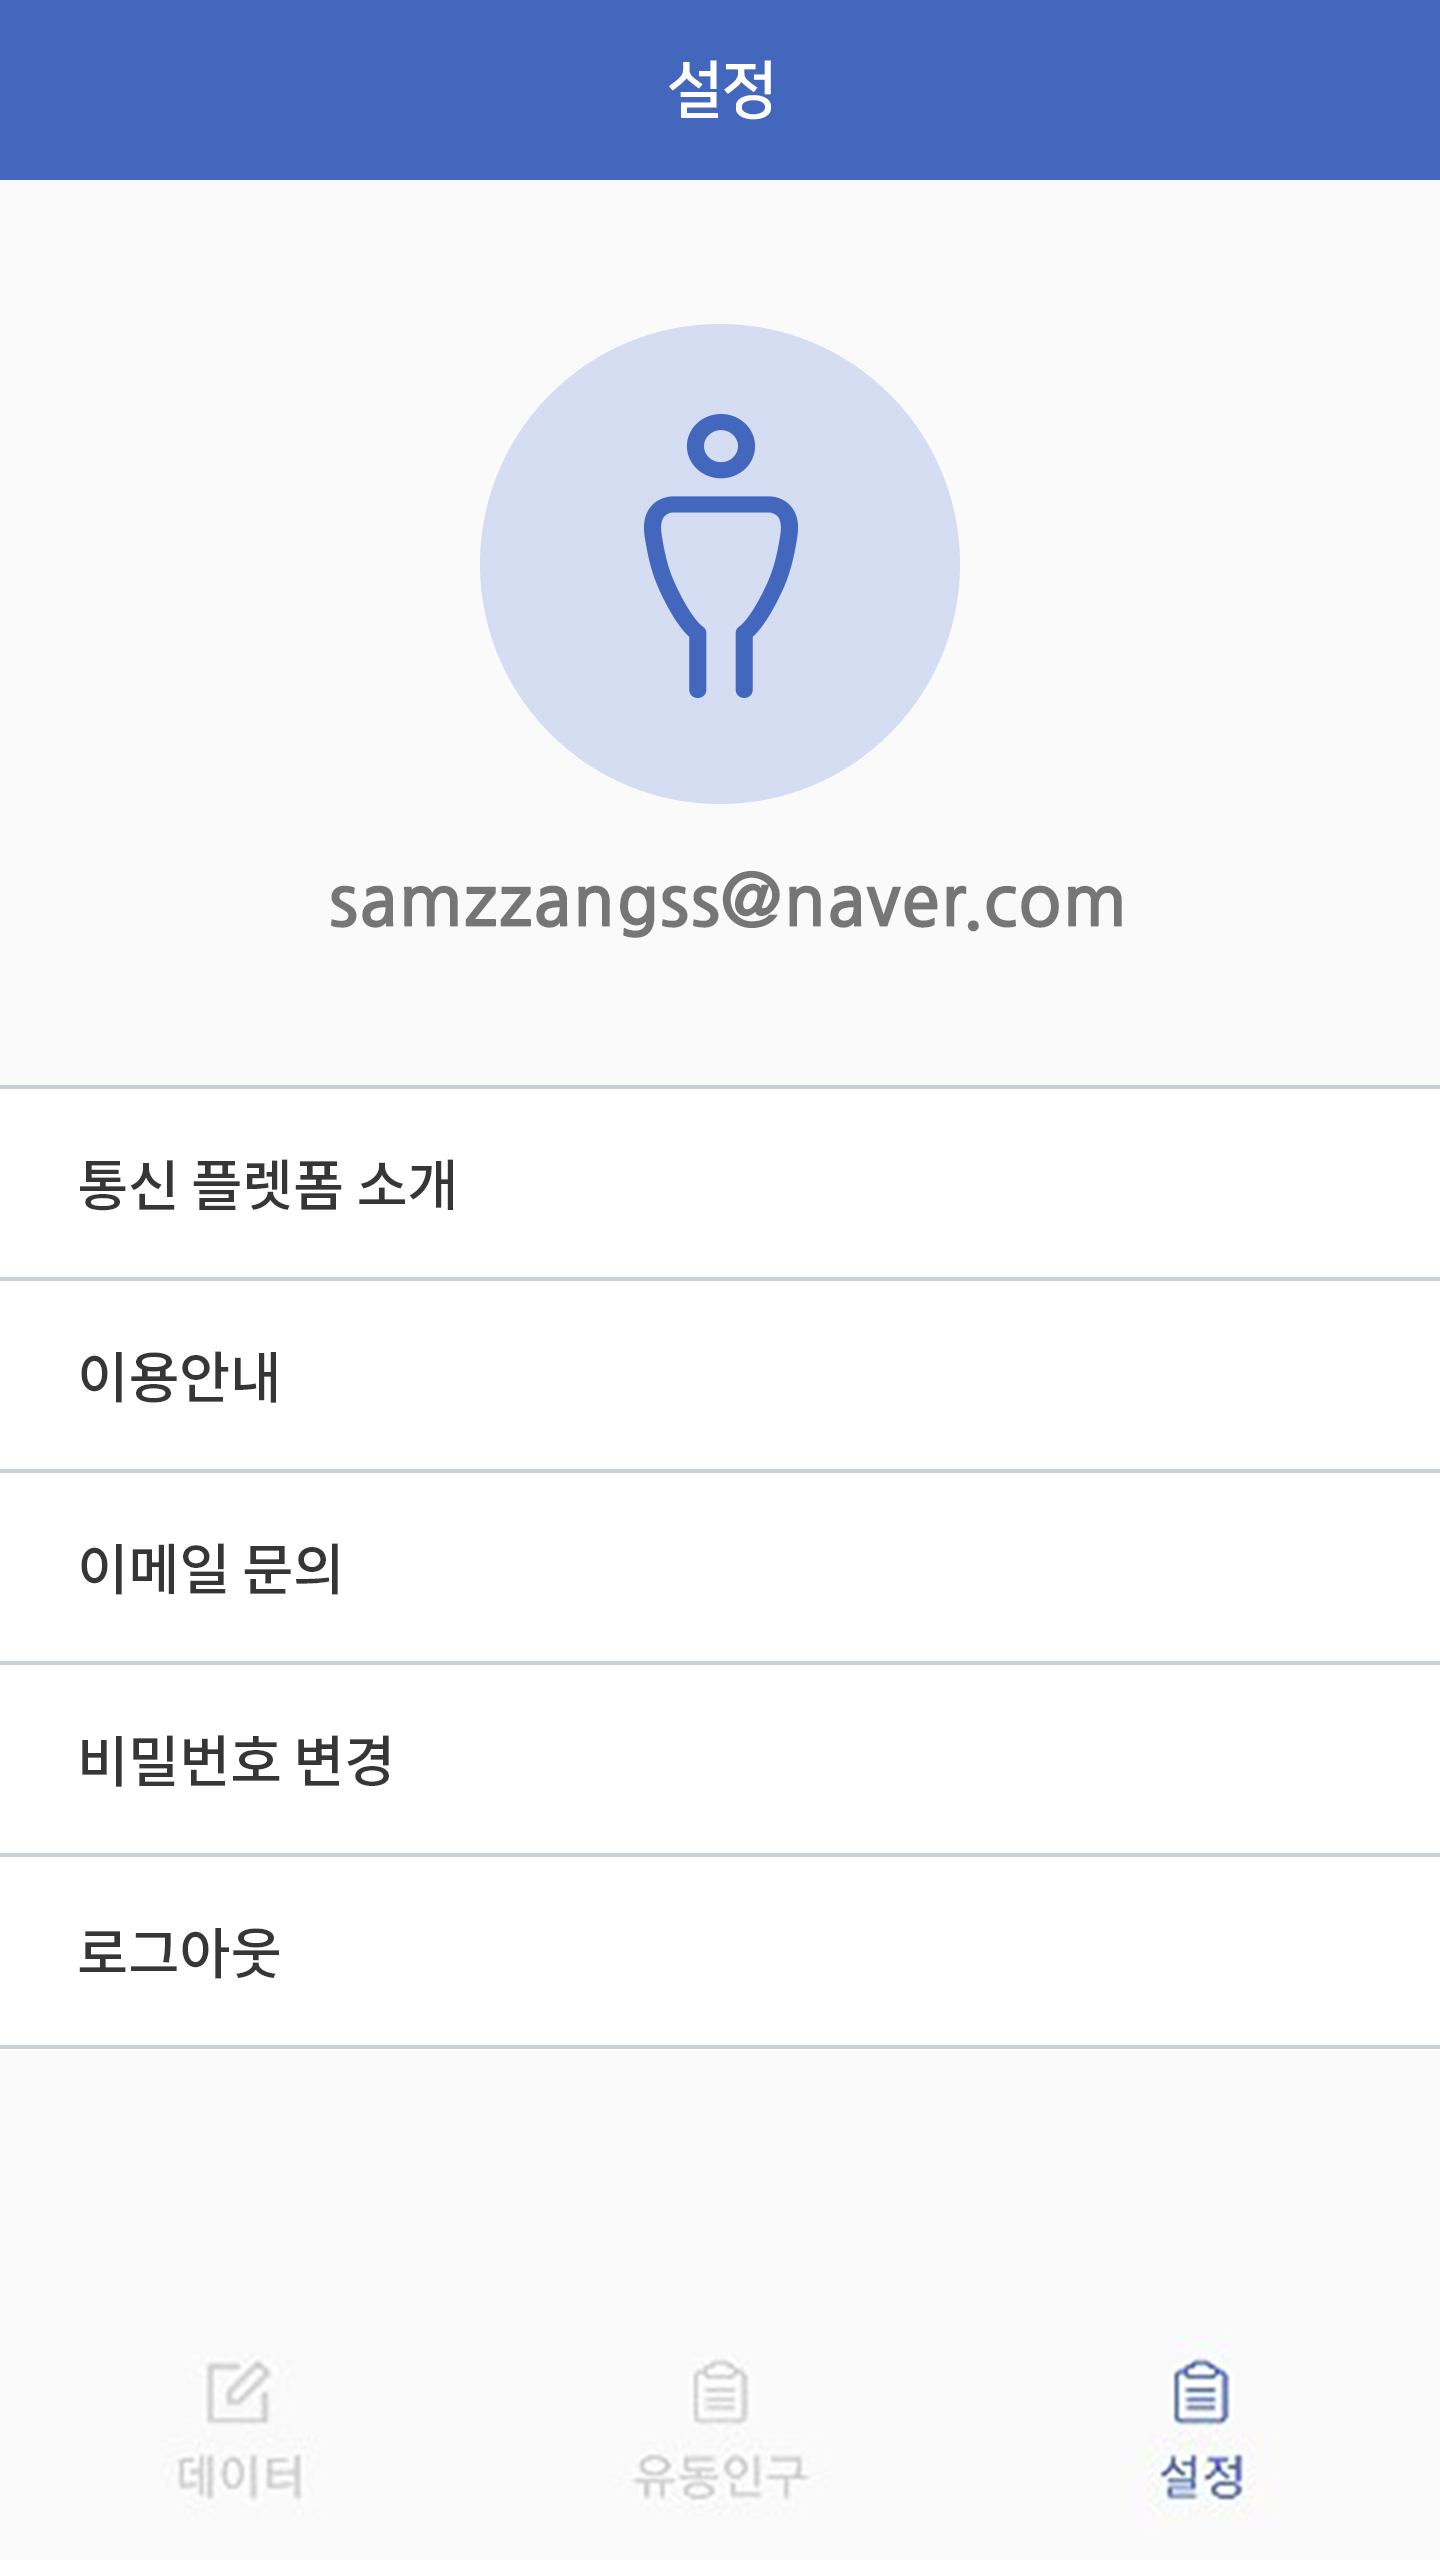 설정
samzzangss@naver.com
통신 플렛폼 소개
이용안내
이메일 문의
비밀번호 변경
로그아웃
데이터
유동인구
설정